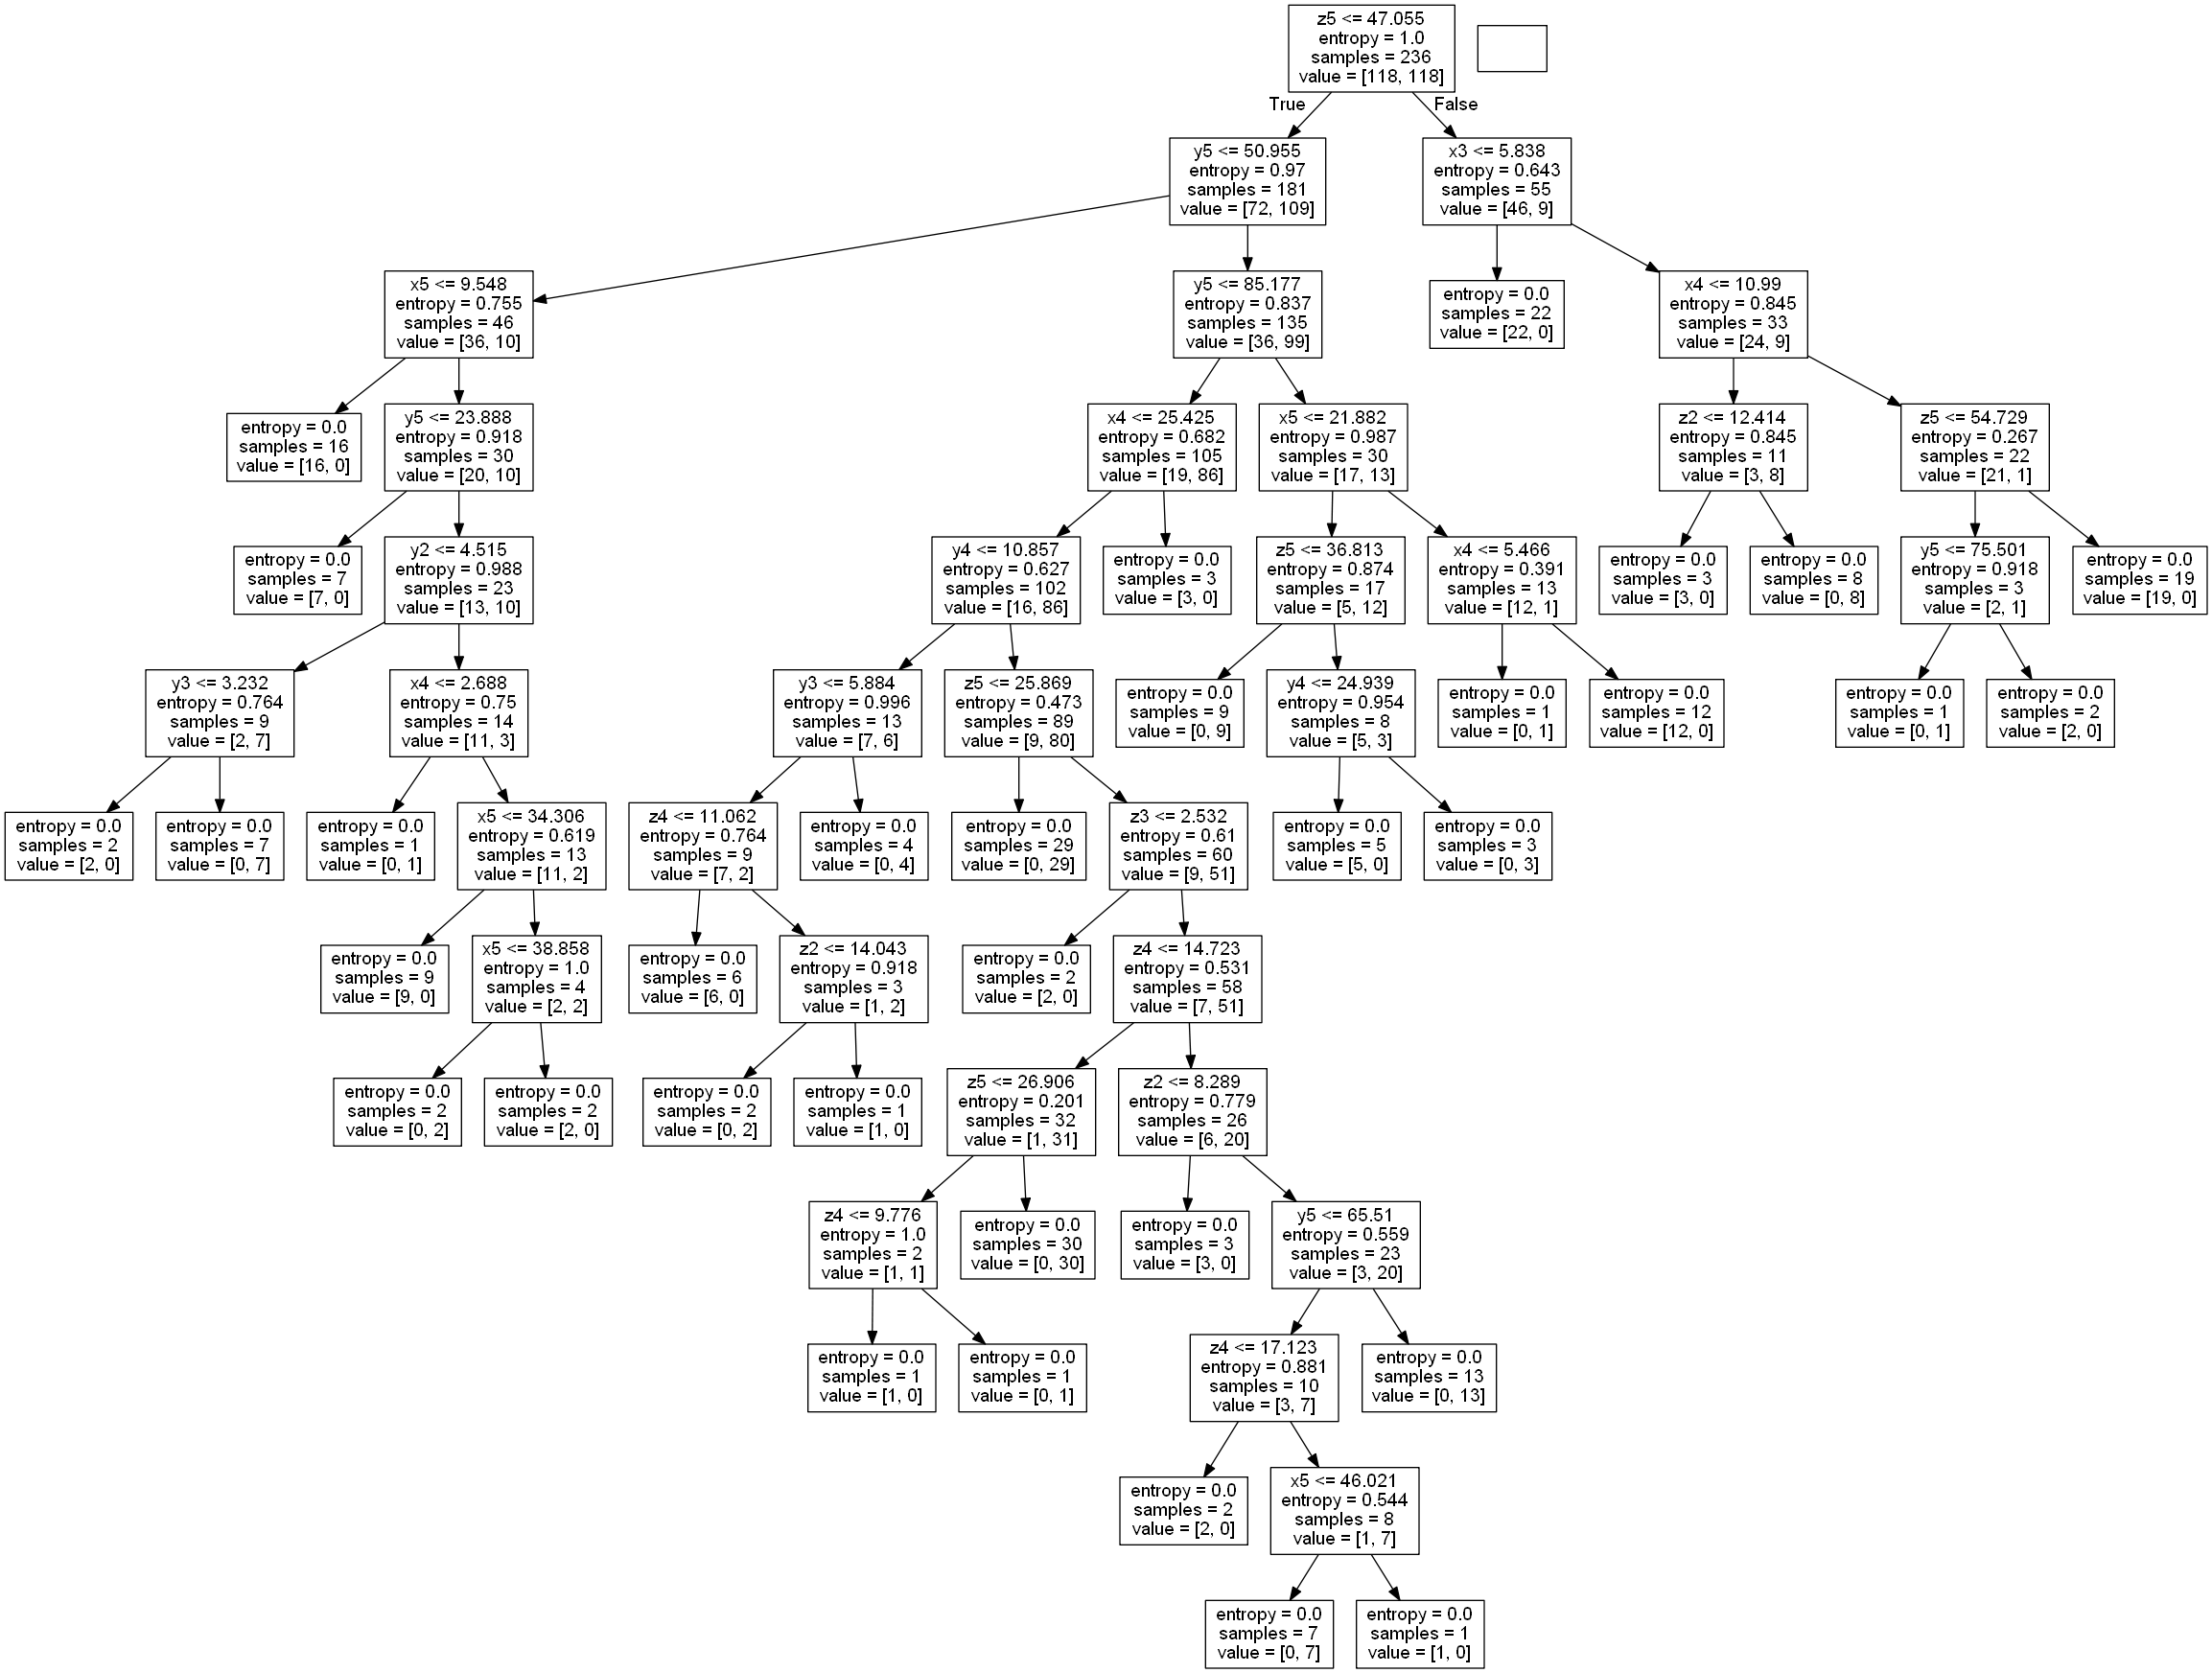 z5 <= 47.055
entropy = 1.0
samples = 236
value = [118, 118]
True
False
y5 <= 50.955
entropy = 0.97
samples = 181
value = [72, 109]
x3 <= 5.838
entropy = 0.643
samples = 55
value = [46, 9]
x5 <= 9.548
entropy = 0.755
samples = 46
value = [36, 10]
y5 <= 85.177
entropy = 0.837
samples = 135
value = [36, 99]
entropy = 0.0
samples = 22
value = [22, 0]
x4 <= 10.99
entropy = 0.845
samples = 33
value = [24, 9]
entropy = 0.0
samples = 16
value = [16, 0]
y5 <= 23.888
entropy = 0.918
samples = 30
value = [20, 10]
x4 <= 25.425
entropy = 0.682
samples = 105
value = [19, 86]
x5 <= 21.882
entropy = 0.987
samples = 30
value = [17, 13]
z2 <= 12.414
entropy = 0.845
samples = 11
value = [3, 8]
z5 <= 54.729
entropy = 0.267
samples = 22
value = [21, 1]
entropy = 0.0
samples = 7
value = [7, 0]
y2 <= 4.515
entropy = 0.988
samples = 23
value = [13, 10]
y4 <= 10.857
entropy = 0.627
samples = 102
value = [16, 86]
entropy = 0.0
samples = 3
value = [3, 0]
z5 <= 36.813
entropy = 0.874
samples = 17
value = [5, 12]
x4 <= 5.466
entropy = 0.391
samples = 13
value = [12, 1]
entropy = 0.0
samples = 3
value = [3, 0]
entropy = 0.0
samples = 8
value = [0, 8]
y5 <= 75.501
entropy = 0.918
samples = 3
value = [2, 1]
entropy = 0.0
samples = 19
value = [19, 0]
y3 <= 3.232
entropy = 0.764
samples = 9
value = [2, 7]
x4 <= 2.688
entropy = 0.75
samples = 14
value = [11, 3]
y3 <= 5.884
entropy = 0.996
samples = 13
value = [7, 6]
z5 <= 25.869
entropy = 0.473
samples = 89
value = [9, 80]
entropy = 0.0
samples = 9
value = [0, 9]
y4 <= 24.939
entropy = 0.954
samples = 8
value = [5, 3]
entropy = 0.0
samples = 1
value = [0, 1]
entropy = 0.0
samples = 12
value = [12, 0]
entropy = 0.0
samples = 1
value = [0, 1]
entropy = 0.0
samples = 2
value = [2, 0]
entropy = 0.0
samples = 2
value = [2, 0]
entropy = 0.0
samples = 7
value = [0, 7]
entropy = 0.0
samples = 1
value = [0, 1]
x5 <= 34.306
entropy = 0.619
samples = 13
value = [11, 2]
z4 <= 11.062
entropy = 0.764
samples = 9
value = [7, 2]
entropy = 0.0
samples = 4
value = [0, 4]
entropy = 0.0
samples = 29
value = [0, 29]
z3 <= 2.532
entropy = 0.61
samples = 60
value = [9, 51]
entropy = 0.0
samples = 5
value = [5, 0]
entropy = 0.0
samples = 3
value = [0, 3]
entropy = 0.0
samples = 9
value = [9, 0]
x5 <= 38.858
entropy = 1.0
samples = 4
value = [2, 2]
entropy = 0.0
samples = 6
value = [6, 0]
z2 <= 14.043
entropy = 0.918
samples = 3
value = [1, 2]
entropy = 0.0
samples = 2
value = [2, 0]
z4 <= 14.723
entropy = 0.531
samples = 58
value = [7, 51]
entropy = 0.0
samples = 2
value = [0, 2]
entropy = 0.0
samples = 2
value = [2, 0]
entropy = 0.0
samples = 2
value = [0, 2]
entropy = 0.0
samples = 1
value = [1, 0]
z5 <= 26.906
entropy = 0.201
samples = 32
value = [1, 31]
z2 <= 8.289
entropy = 0.779
samples = 26
value = [6, 20]
z4 <= 9.776
entropy = 1.0
samples = 2
value = [1, 1]
entropy = 0.0
samples = 30
value = [0, 30]
entropy = 0.0
samples = 3
value = [3, 0]
y5 <= 65.51
entropy = 0.559
samples = 23
value = [3, 20]
entropy = 0.0
samples = 1
value = [1, 0]
entropy = 0.0
samples = 1
value = [0, 1]
z4 <= 17.123
entropy = 0.881
samples = 10
value = [3, 7]
entropy = 0.0
samples = 13
value = [0, 13]
entropy = 0.0
samples = 2
value = [2, 0]
x5 <= 46.021
entropy = 0.544
samples = 8
value = [1, 7]
entropy = 0.0
samples = 7
value = [0, 7]
entropy = 0.0
samples = 1
value = [1, 0]